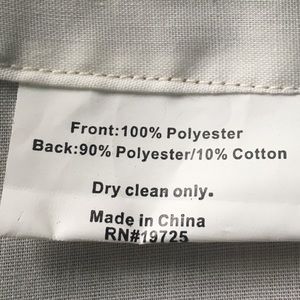 Front:100% Polyester
Back:90% Polyester/10% Cotton
Dry clean only.
Made in China
RN#19725